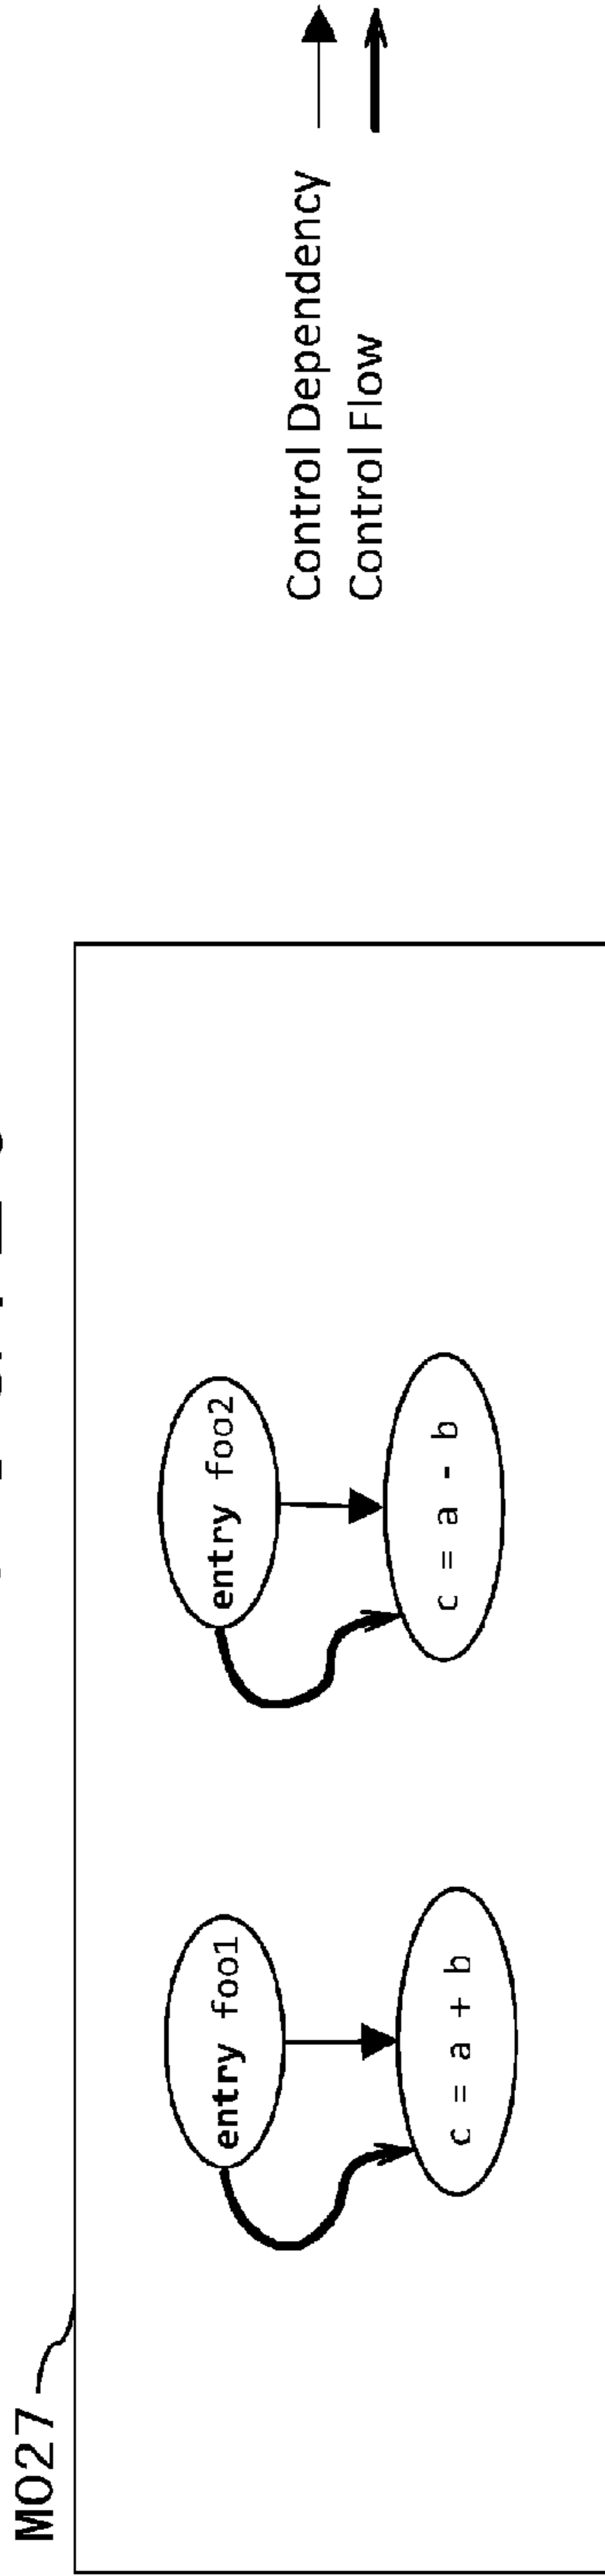 M027
entry foo1
c = a + b
entry foo2
c = a - b
Control Dependency
Control Flow